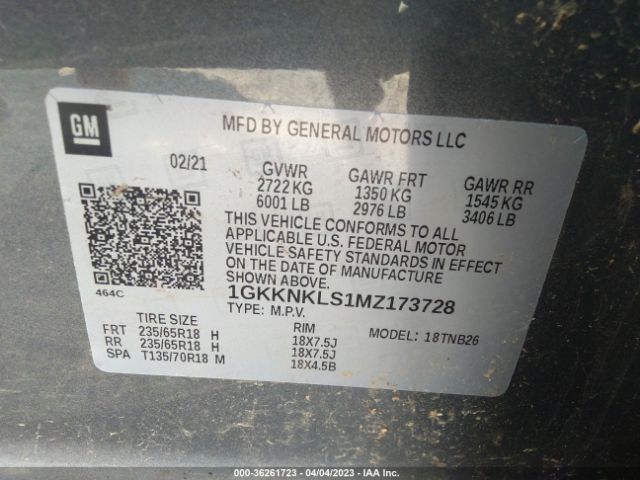 GM
MFD BY GENERAL MOTORS LLC
02/21 GVWR GAWR FRT GAWR RR
2722 KG 1350 KG 1545 KG
6001 LB 2976 LB 3406 LB
THIS VEHICLE CONFORMS TO ALL
APPLICABLE U.S. FEDERAL MOTOR
VEHICLE SAFETY STANDARDS IN EFFECT
ON THE DATE OF MANUFACTURE
SHOWN ABOVE.
464C
1GKKNKLS1MZ173728
TYPE: M.P.V.
TIRE SIZE RIM MODEL: 18TNB26
FRT 235/65R18 H 18X7.5J
RR 235/65R18 H 18X7.5J
SPA T135/70R18 M 18X4.5B
000-36261723 - 04/04/2023 - IAA Inc.